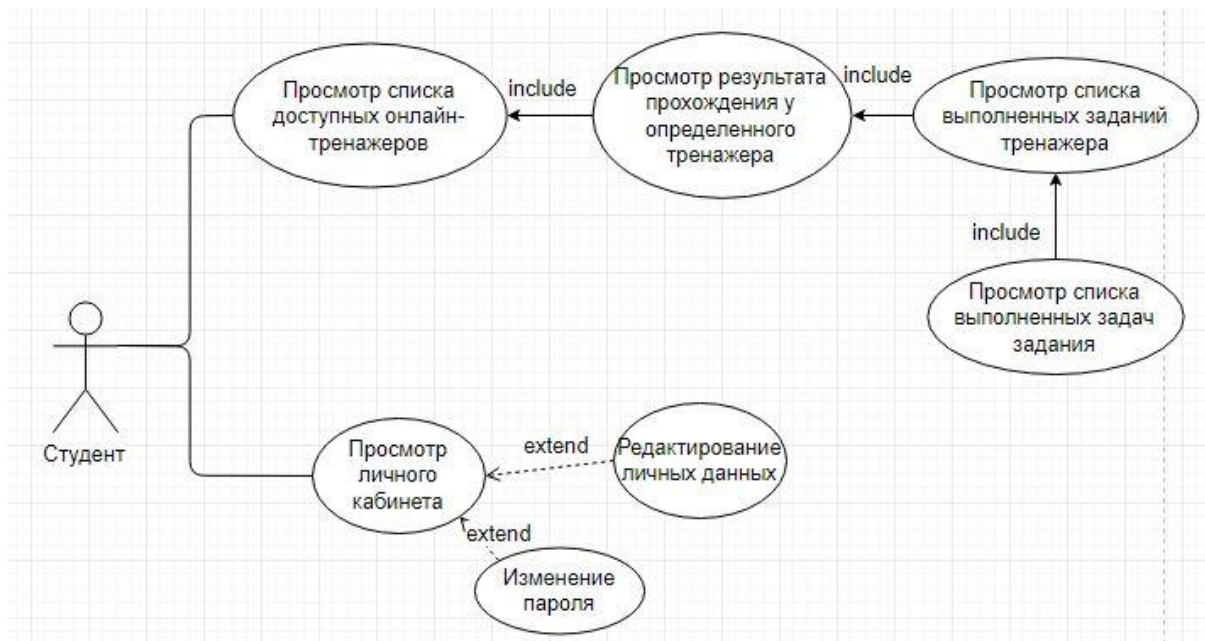 Просмотр списка
доступных онлайн-
тренажеров
include
Просмотр результата
прохождения у
определенного
тренажера
include
Просмотр списка
выполненных заданий
тренажера
include
Просмотр списка
выполненных задач
задания
Студент
Просмотр
личного
кабинета
extend
Редактирование
личных данных
extend
Изменение
пароля